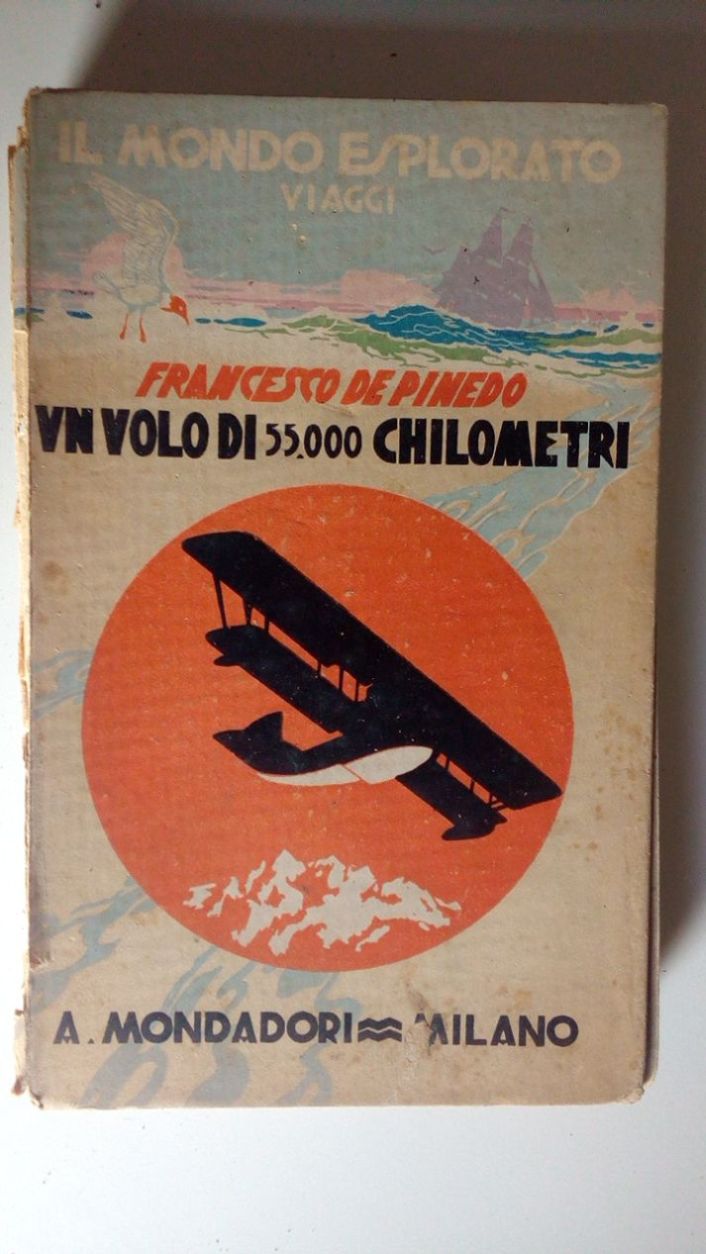 IL MONDO ESPLORATO
VIAGGI
FRANCESCO DE PINEDO
VN VOLO DI 55.000 CHILOMETRI
A. MONDADORI MILANO